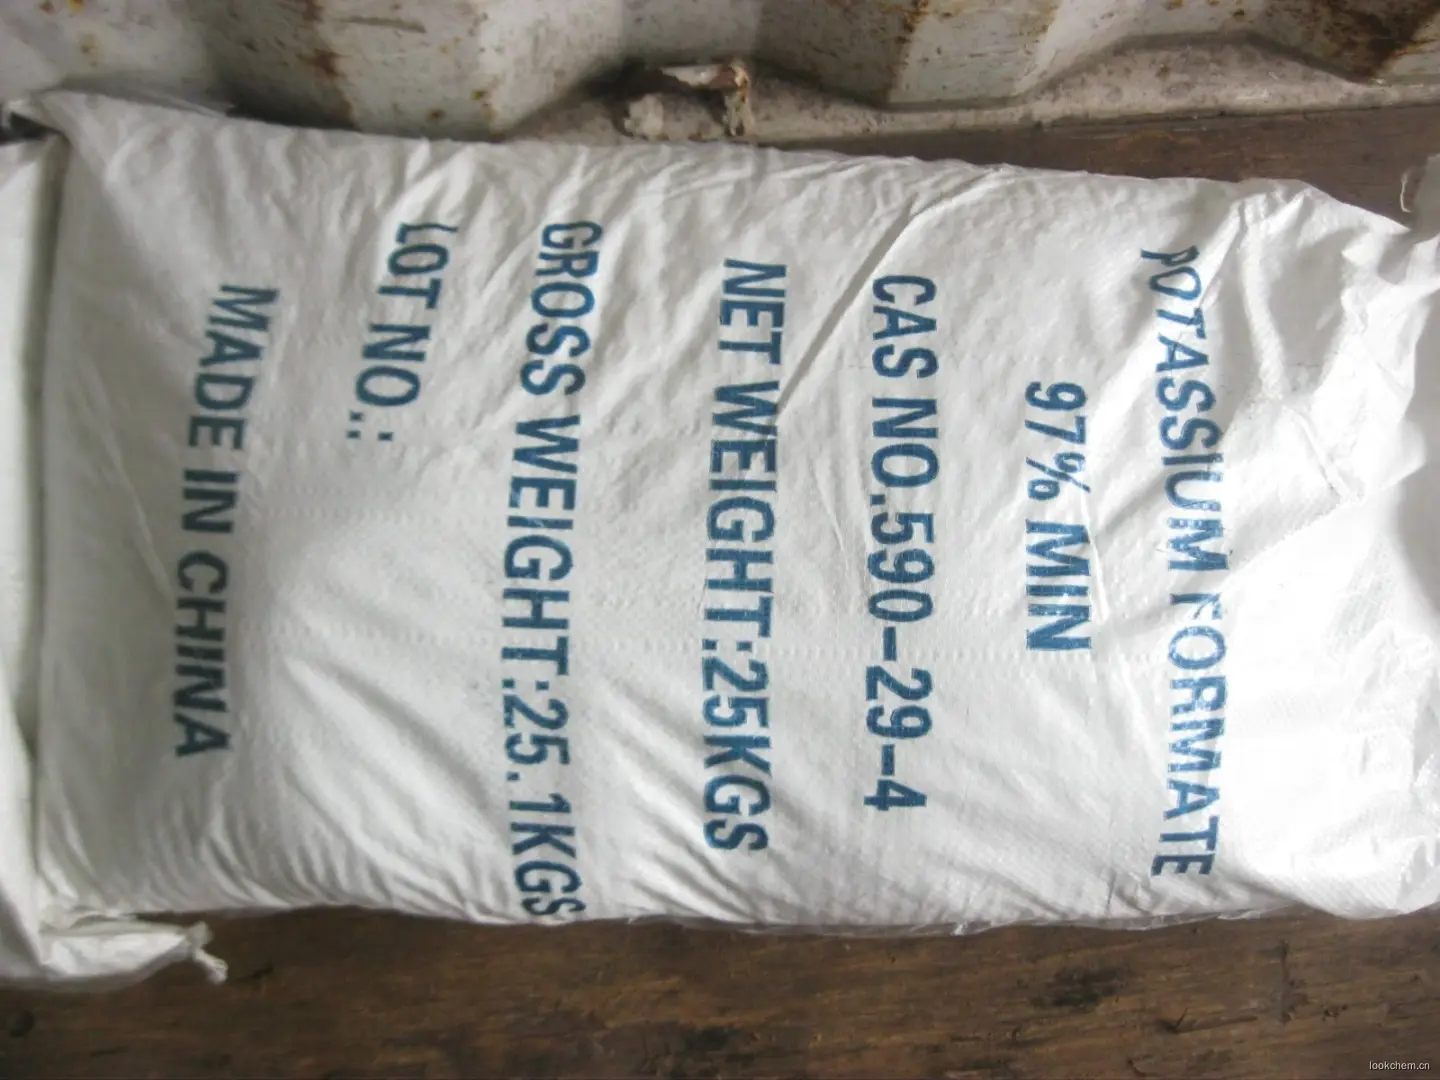 POTASSIUM FORMATE
97% MIN
CAS NO.590-29-4
NET WEIGHT:25KGS
GROSS WEIGHT:25.1KGS
LOT NO.:
MADE IN CHINA
lookchem.cn